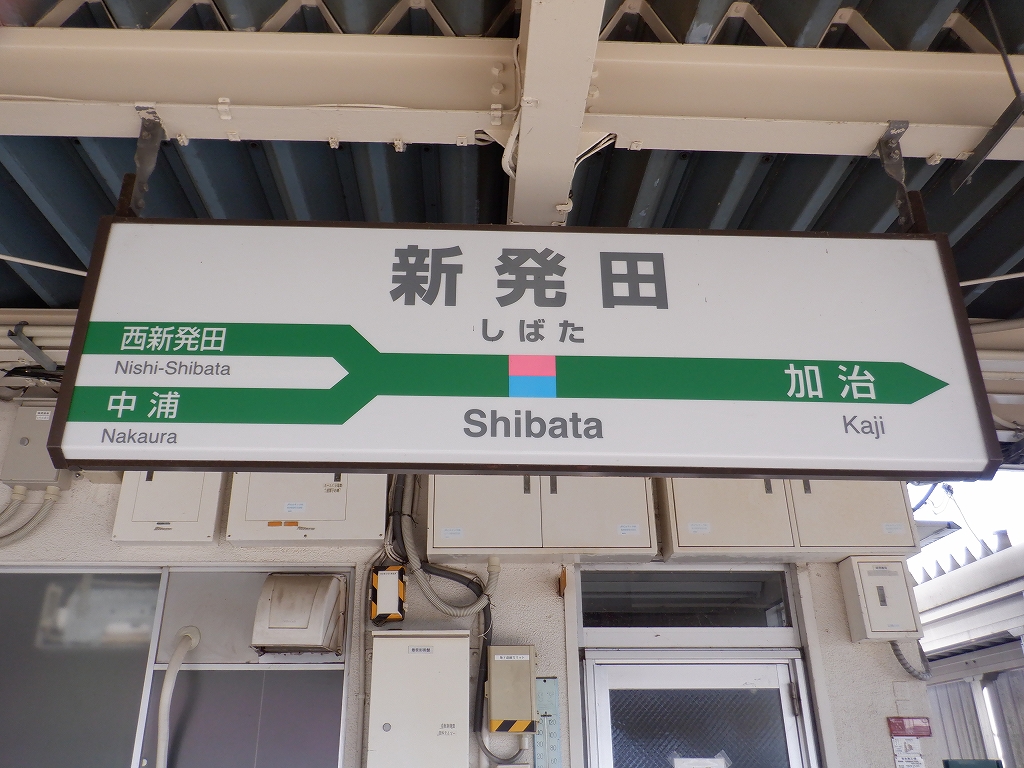 新発田
しばた
西新発田
Nishi-Shibata
中浦
Nakaura
Shibata
加治
Kaji